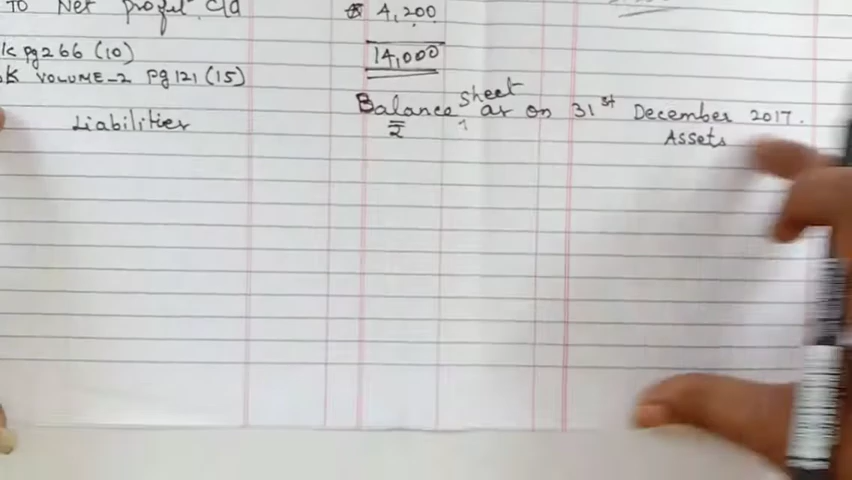 To Net profit c/d 4,200
14,000
pg 266 (10)
VOLUME-2 pg 121 (15)
Balance sheet as on 31st December 2017.
Liabilities ₹ Assets